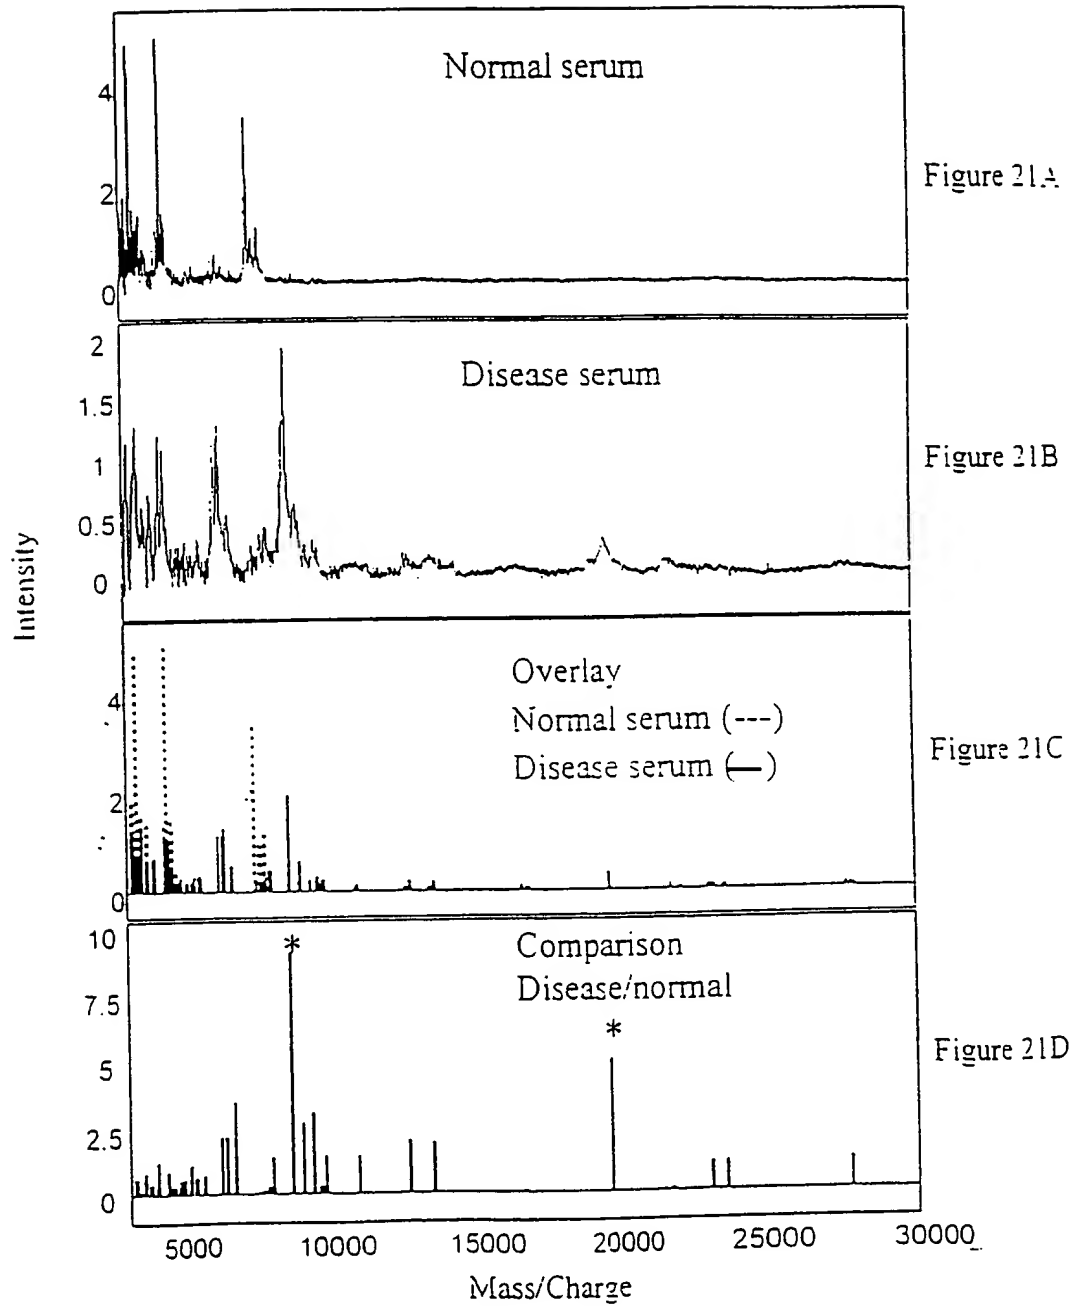 Normal serum
4
2
0
Figure 21A
Disease serum
2
1.5
1
0.5
0
Figure 21B
Intensity
Overlay
Normal serum (---)
Disease serum (—)
4
2
0
Figure 21C
Comparison
Disease/normal
*
*
10
7.5
5
2.5
0
Figure 21D
5000 10000 15000 20000 25000 30000
Mass/Charge